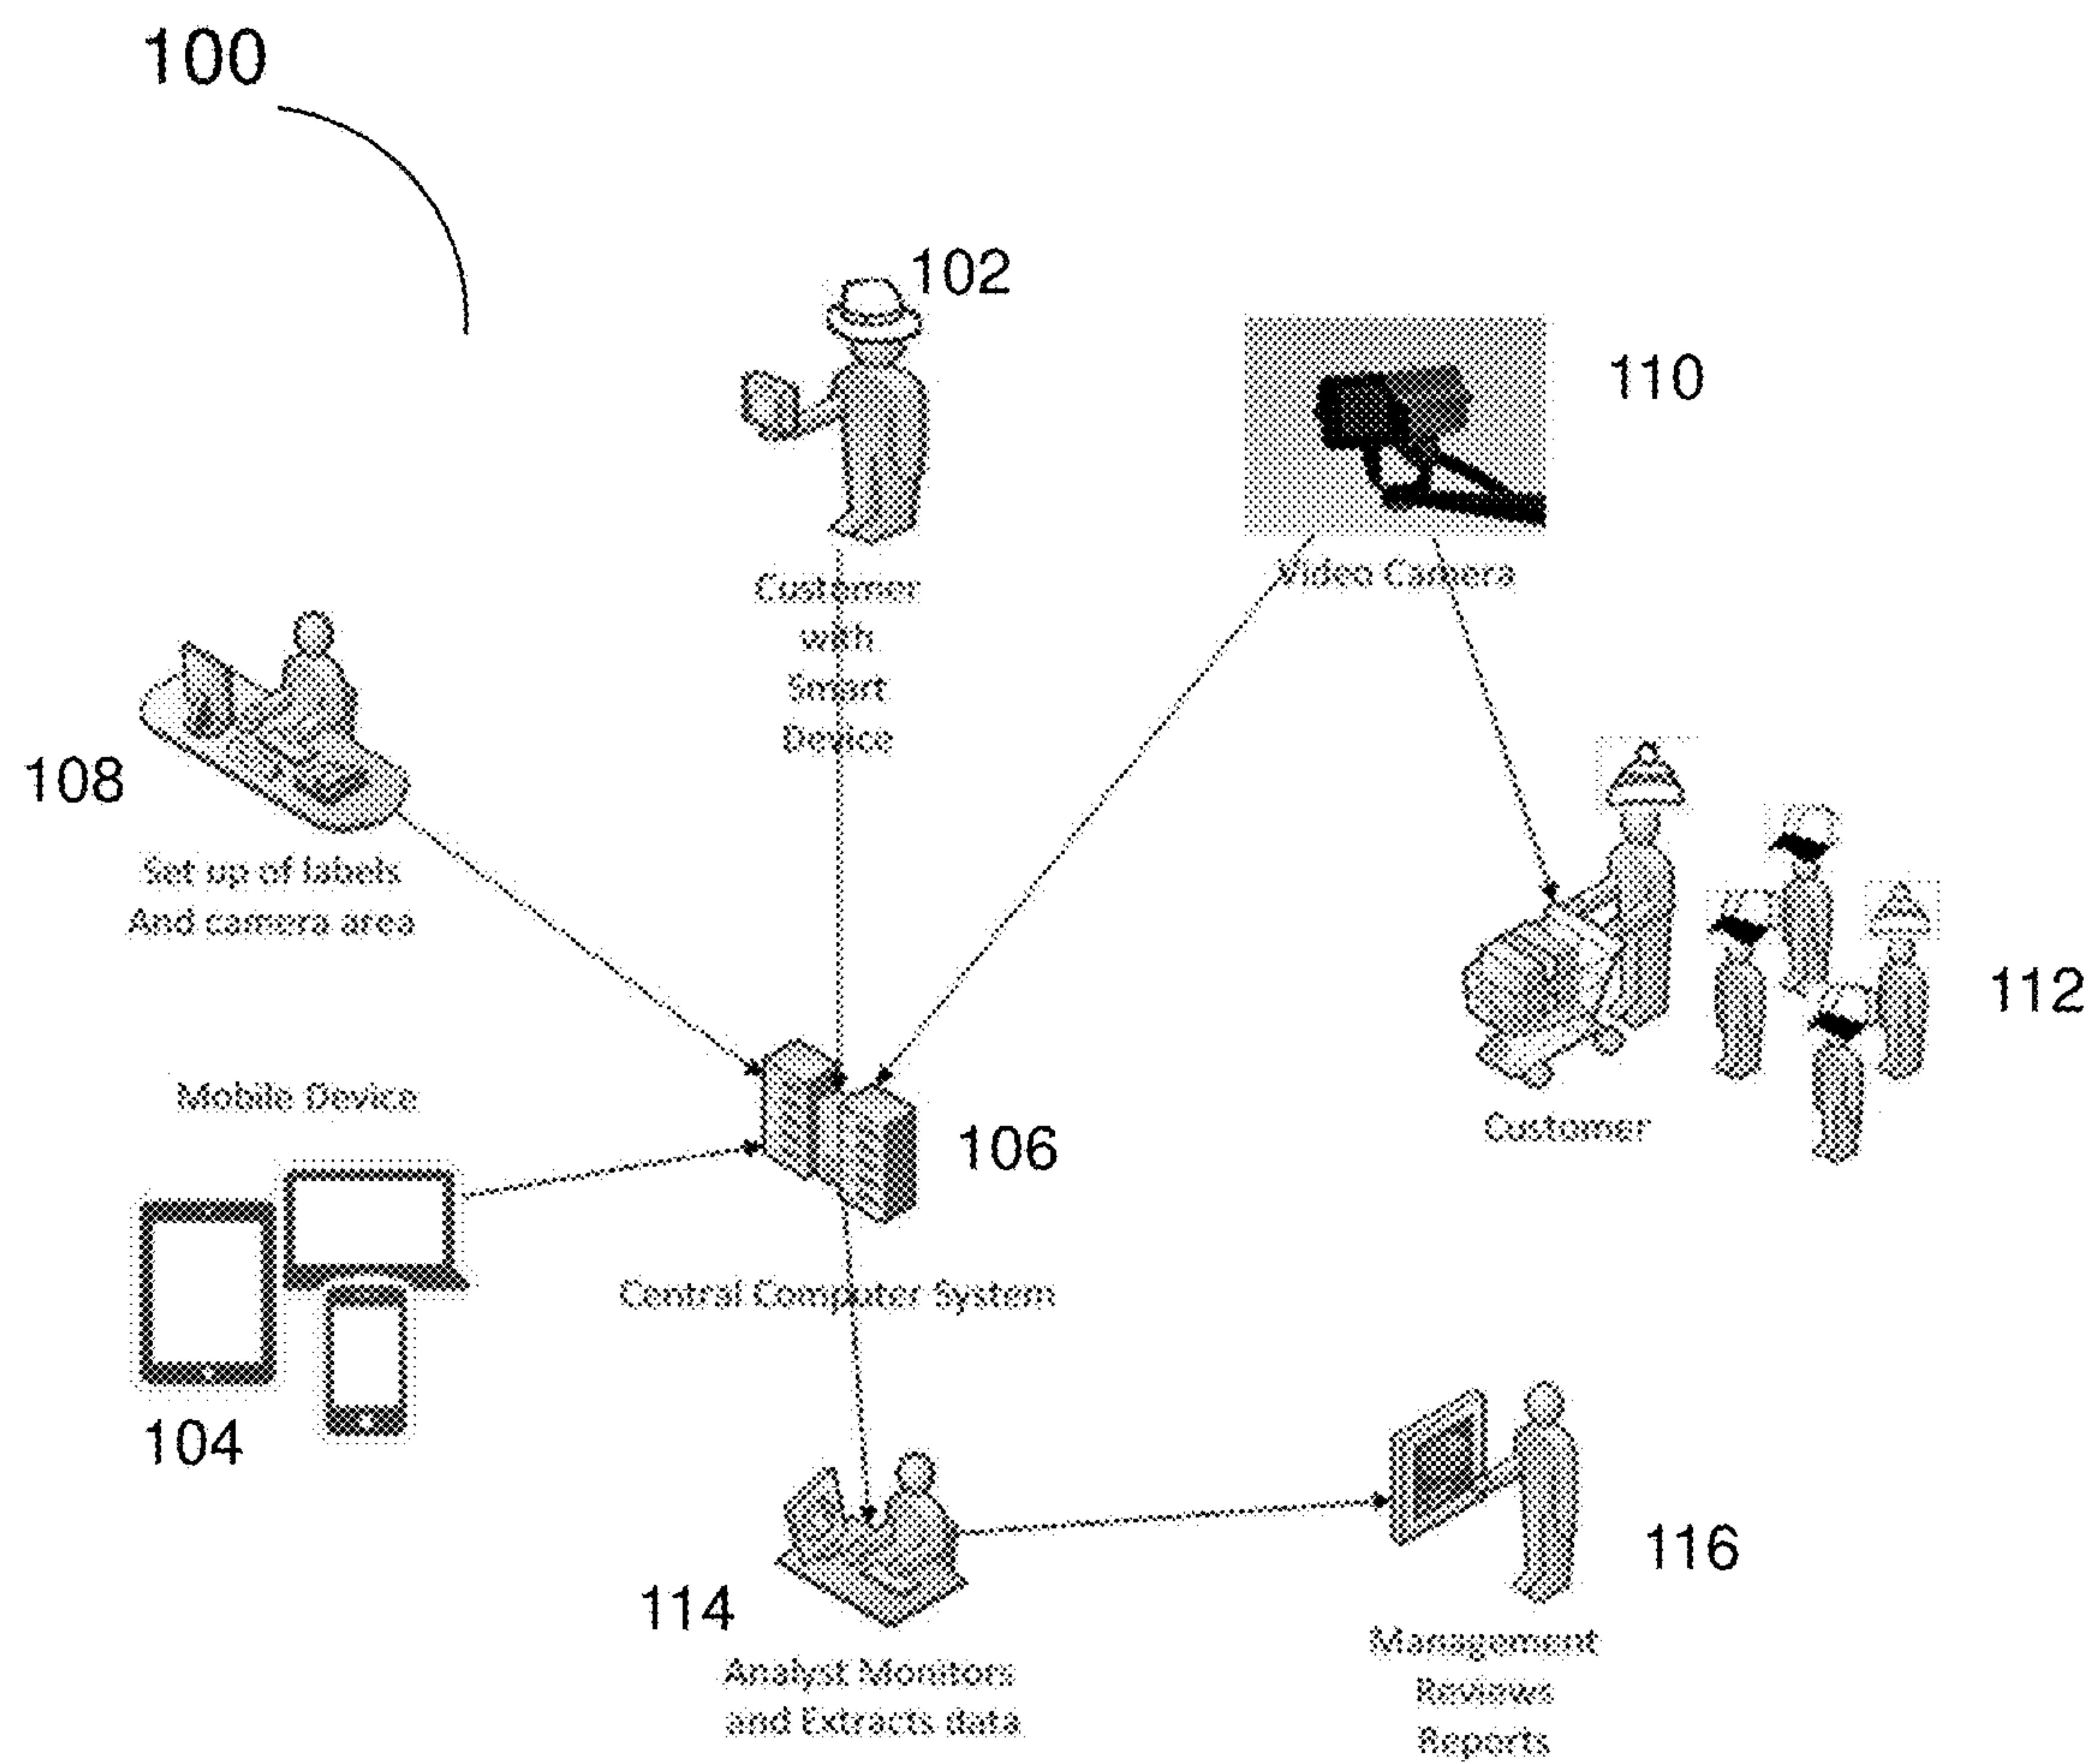 100
102
110
Customer
with
Smart
Device
Video Camera
108
Set up of labels
And camera area
112
Mobile Device
Customer
106
Central Computer System
104
114
116
Analyst Monitors
and Extracts data
Management
Reviews
Reports